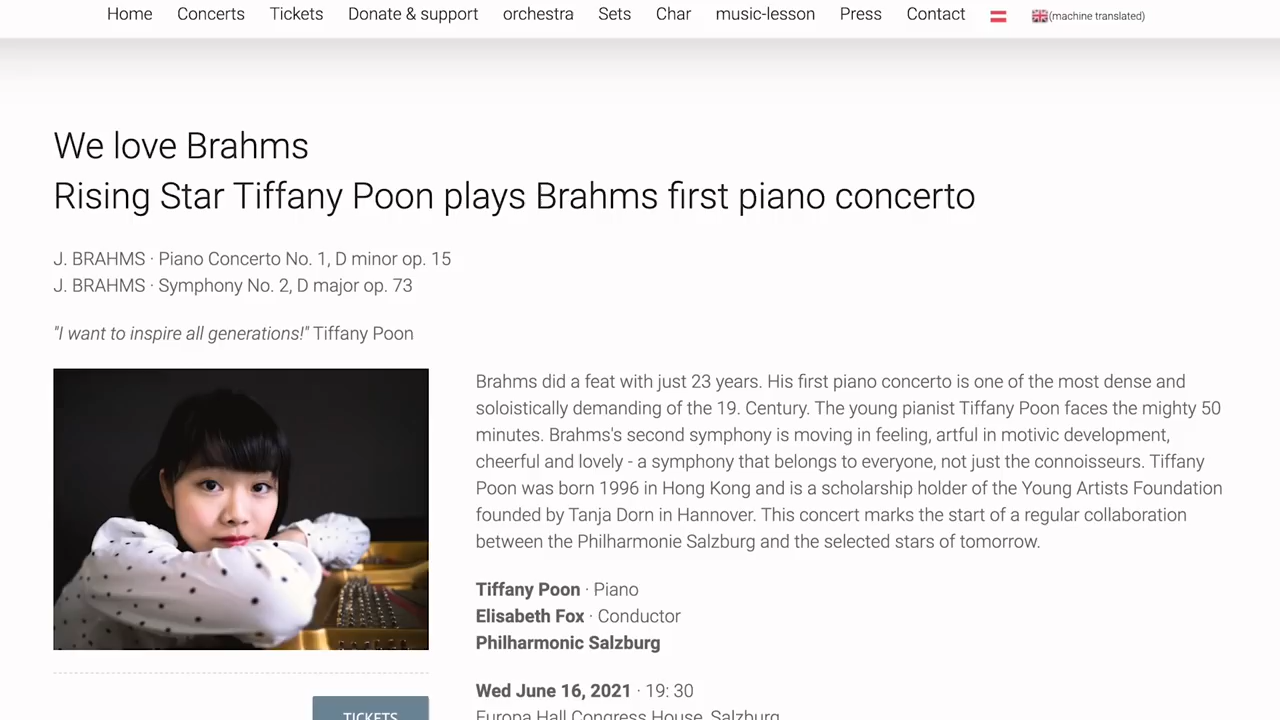 Home Concerts Tickets Donate & support orchestra Sets Char music-lesson Press Contact (machine translated)
We love Brahms
Rising Star Tiffany Poon plays Brahms first piano concerto
J. BRAHMS · Piano Concerto No. 1, D minor op. 15
J. BRAHMS · Symphony No. 2, D major op. 73
"I want to inspire all generations!" Tiffany Poon
Brahms did a feat with just 23 years. His first piano concerto is one of the most dense and
soloistically demanding of the 19. Century. The young pianist Tiffany Poon faces the mighty 50
minutes. Brahms's second symphony is moving in feeling, artful in motivic development,
cheerful and lovely - a symphony that belongs to everyone, not just the connoisseurs. Tiffany
Poon was born 1996 in Hong Kong and is a scholarship holder of the Young Artists Foundation
founded by Tanja Dorn in Hannover. This concert marks the start of a regular collaboration
between the Philharmonie Salzburg and the selected stars of tomorrow.
Tiffany Poon · Piano
Elisabeth Fox · Conductor
Philharmonic Salzburg
Wed June 16, 2021 · 19: 30
Europa Hall Congress House, Salzburg
TICKETS